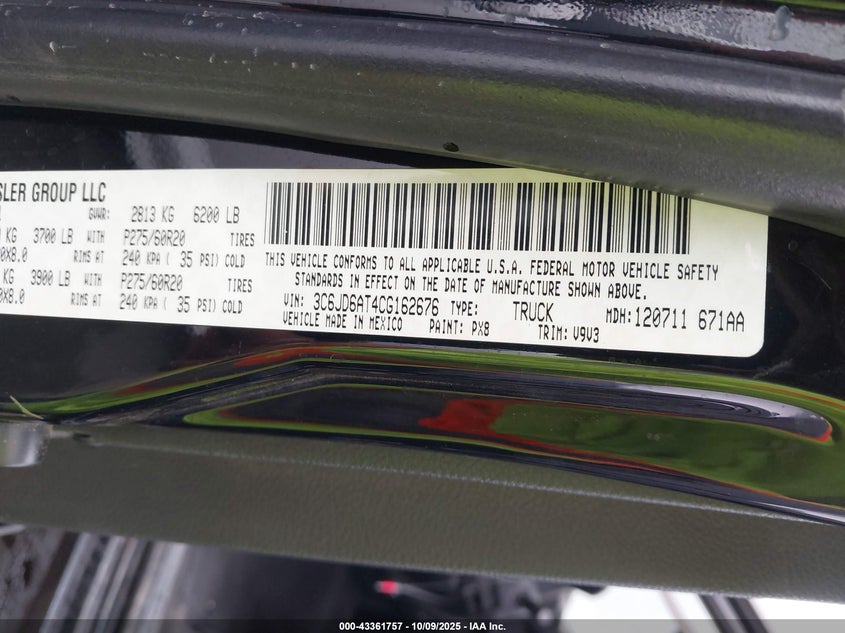 SLER GROUP LLC
GVWR: 2813 KG 6200 LB
KG 3700 LB WITH P275/60R20 TIRES
0X8.0 RIMS AT 240 KPA ( 35 PSI) COLD
KG 3900 LB WITH P275/60R20 TIRES
0X8.0 RIMS AT 240 KPA ( 35 PSI) COLD
THIS VEHICLE CONFORMS TO ALL APPLICABLE U.S.A. FEDERAL MOTOR VEHICLE SAFETY
STANDARDS IN EFFECT ON THE DATE OF MANUFACTURE SHOWN ABOVE.
VIN: 3C6JD6AT4CG162676 TYPE: TRUCK MDH: 120711 671AA
VEHICLE MADE IN MEXICO PAINT: PX8 TRIM: V9V3
000-43361757 - 10/09/2025 - IAA Inc.